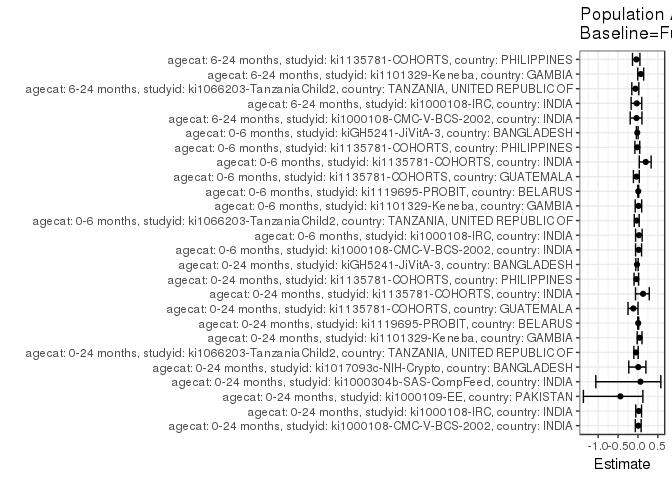 Population
Baseline=
agecat: 6-24 months, studyid: ki1135781-COHORTS, country: PHILIPPINES
agecat: 6-24 months, studyid: ki1101329-Keneba, country: GAMBIA
agecat: 6-24 months, studyid: ki1066203-TanzaniaChild2, country: TANZANIA, UNITED REPUBLIC OF
agecat: 6-24 months, studyid: ki1000108-IRC, country: INDIA
agecat: 6-24 months, studyid: ki1000108-CMC-V-BCS-2002, country: INDIA
agecat: 0-6 months, studyid: kiGH5241-JiVitA-3, country: BANGLADESH
agecat: 0-6 months, studyid: ki1135781-COHORTS, country: PHILIPPINES
agecat: 0-6 months, studyid: ki1135781-COHORTS, country: INDIA
agecat: 0-6 months, studyid: ki1135781-COHORTS, country: GUATEMALA
agecat: 0-6 months, studyid: ki1119695-PROBIT, country: BELARUS
agecat: 0-6 months, studyid: ki1101329-Keneba, country: GAMBIA
agecat: 0-6 months, studyid: ki1066203-TanzaniaChild2, country: TANZANIA, UNITED REPUBLIC OF
agecat: 0-6 months, studyid: ki1000108-IRC, country: INDIA
agecat: 0-6 months, studyid: ki1000108-CMC-V-BCS-2002, country: INDIA
agecat: 0-24 months, studyid: kiGH5241-JiVitA-3, country: BANGLADESH
agecat: 0-24 months, studyid: ki1135781-COHORTS, country: PHILIPPINES
agecat: 0-24 months, studyid: ki1135781-COHORTS, country: INDIA
agecat: 0-24 months, studyid: ki1135781-COHORTS, country: GUATEMALA
agecat: 0-24 months, studyid: ki1119695-PROBIT, country: BELARUS
agecat: 0-24 months, studyid: ki1101329-Keneba, country: GAMBIA
agecat: 0-24 months, studyid: ki1066203-TanzaniaChild2, country: TANZANIA, UNITED REPUBLIC OF
agecat: 0-24 months, studyid: ki1017093c-NIH-Crypto, country: BANGLADESH
agecat: 0-24 months, studyid: ki1000304b-SAS-CompFeed, country: INDIA
agecat: 0-24 months, studyid: ki1000109-EE, country: PAKISTAN
agecat: 0-24 months, studyid: ki1000108-IRC, country: INDIA
agecat: 0-24 months, studyid: ki1000108-CMC-V-BCS-2002, country: INDIA
-1.0 -0.5 0.0 0.5
Estimate